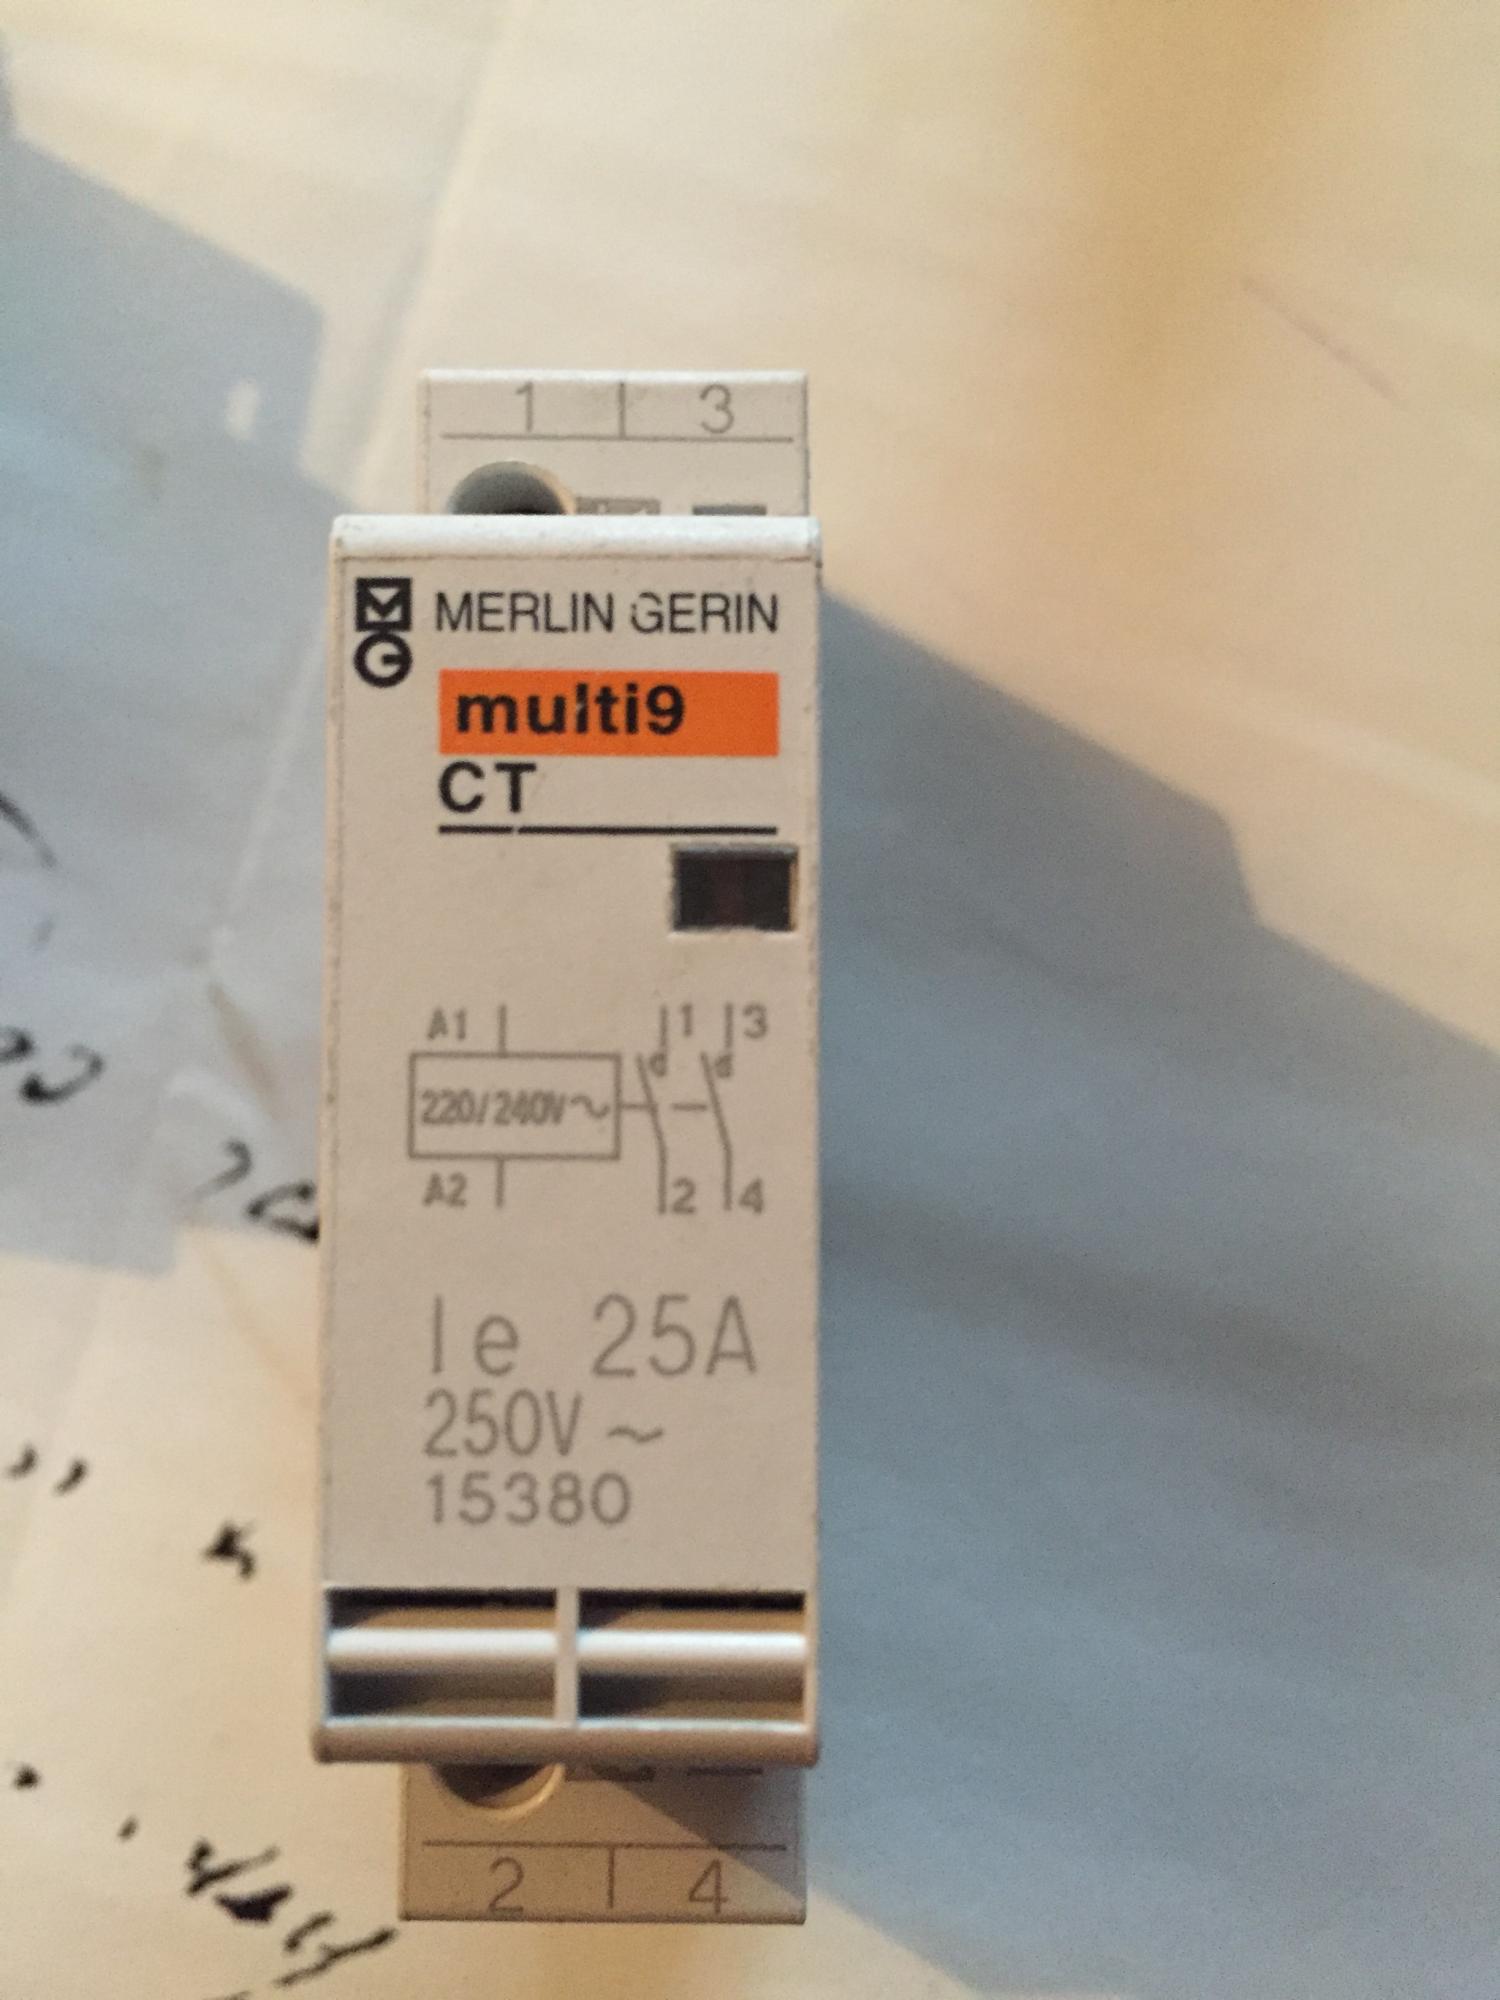 1 3
MG MERLIN GERIN
multi9
CT
A1 1 3
220/240V~
A2 2 4
Ie 25A
250V~
15380
2 4